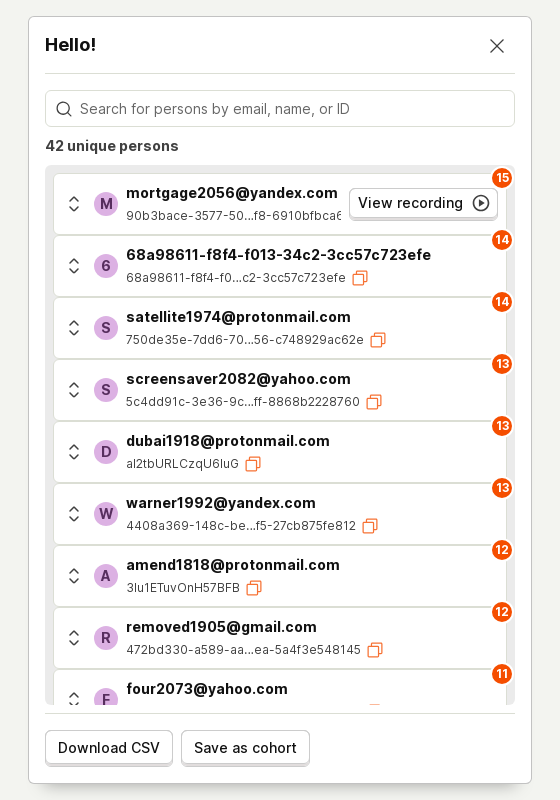 Hello!
Search for persons by email, name, or ID
42 unique persons
15
M
mortgage2056@yandex.com
90b3bace-3577-50...f8-6910bfbca6
View recording
14
6
68a98611-f8f4-f013-34c2-3cc57c723efe
68a98611-f8f4-f0...c2-3cc57c723efe
14
S
satellite1974@protonmail.com
750de35e-7dd6-70...56-c748929ac62e
13
S
screensaver2082@yahoo.com
5c4dd91c-3e36-9c...ff-8868b2228760
13
D
dubai1918@protonmail.com
al2tbURLCzqU6luG
13
W
warner1992@yandex.com
4408a369-148c-be...f5-27cb875fe812
12
A
amend1818@protonmail.com
3lu1ETuvOnH57BFB
12
R
removed1905@gmail.com
472bd330-a589-aa...ea-5a4f3e548145
11
F
four2073@yahoo.com
Download CSV
Save as cohort